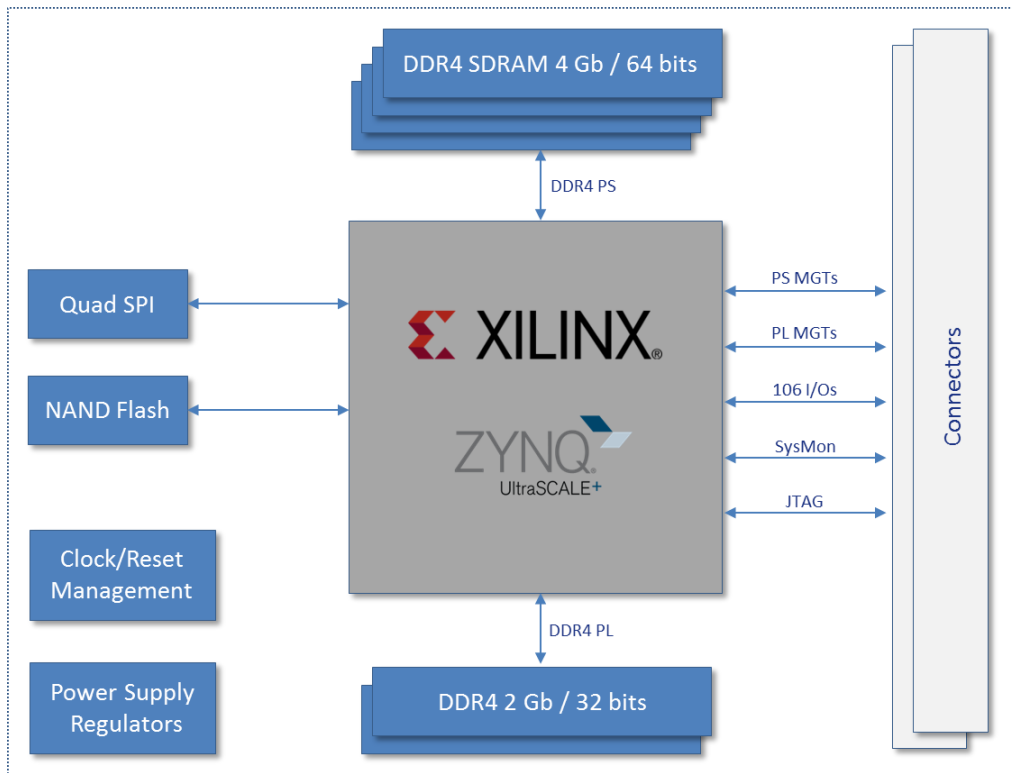 DDR4 SDRAM 4 Gb / 64 bits
DDR4 PS
Quad SPI
NAND Flash
XILINX®
ZYNQ®
UltraSCALE+
PS MGTs
PL MGTs
106 I/Os
SysMon
JTAG
Connectors
Clock/Reset
Management
DDR4 PL
Power Supply
Regulators
DDR4 2 Gb / 32 bits